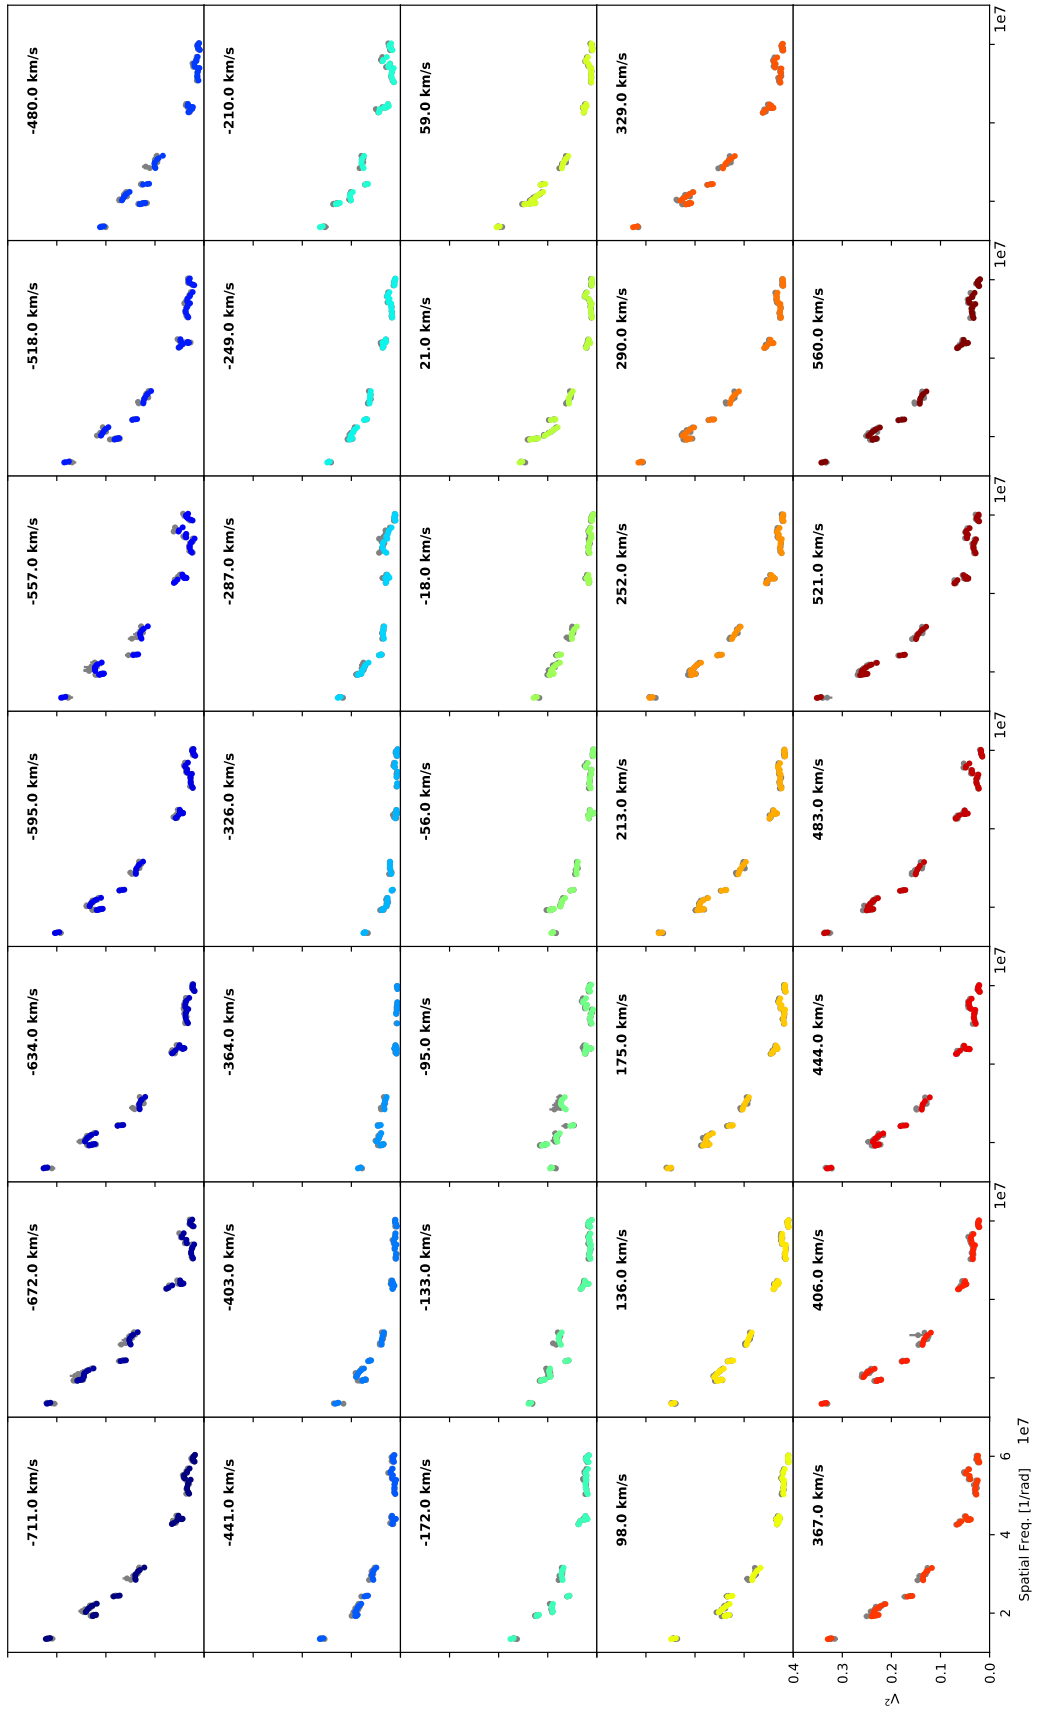 -711.0 km/s
-672.0 km/s
-634.0 km/s
-595.0 km/s
-557.0 km/s
-518.0 km/s
-480.0 km/s
-441.0 km/s
-403.0 km/s
-364.0 km/s
-326.0 km/s
-287.0 km/s
-249.0 km/s
-210.0 km/s
-172.0 km/s
-133.0 km/s
-95.0 km/s
-56.0 km/s
-18.0 km/s
21.0 km/s
59.0 km/s
98.0 km/s
136.0 km/s
175.0 km/s
213.0 km/s
252.0 km/s
290.0 km/s
329.0 km/s
367.0 km/s
406.0 km/s
444.0 km/s
483.0 km/s
521.0 km/s
560.0 km/s
0.4
0.3
0.2
0.1
0.0
V²
2 4 6
1e7 1e7 1e7 1e7 1e7 1e7 1e7
Spatial Freq. [1/rad]